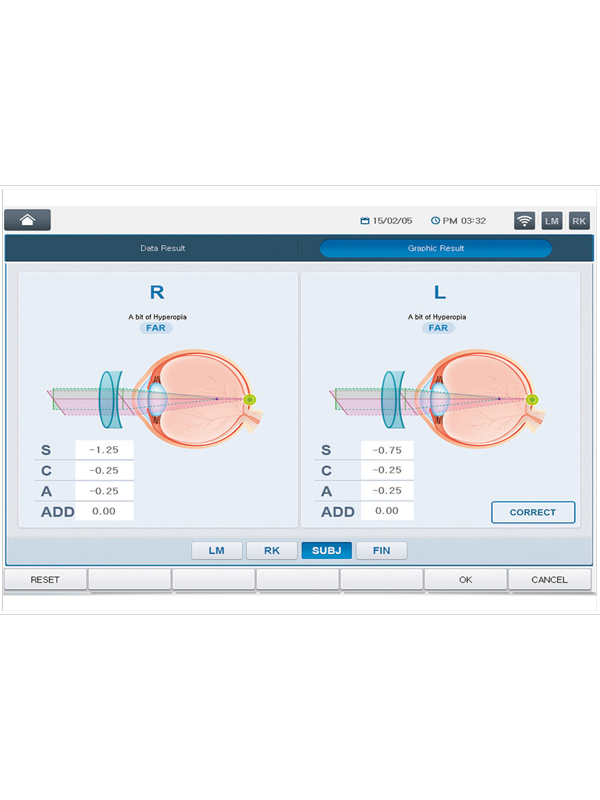 15/02/05 PM 03:32 LM RK
Data Result Graphic Result
R
A bit of Hyperopia
FAR
S -1.25
C -0.25
A -0.25
ADD 0.00
L
A bit of Hyperopia
FAR
S -0.75
C -0.25
A -0.25
ADD 0.00
CORRECT
LM RK SUBJ FIN
RESET OK CANCEL